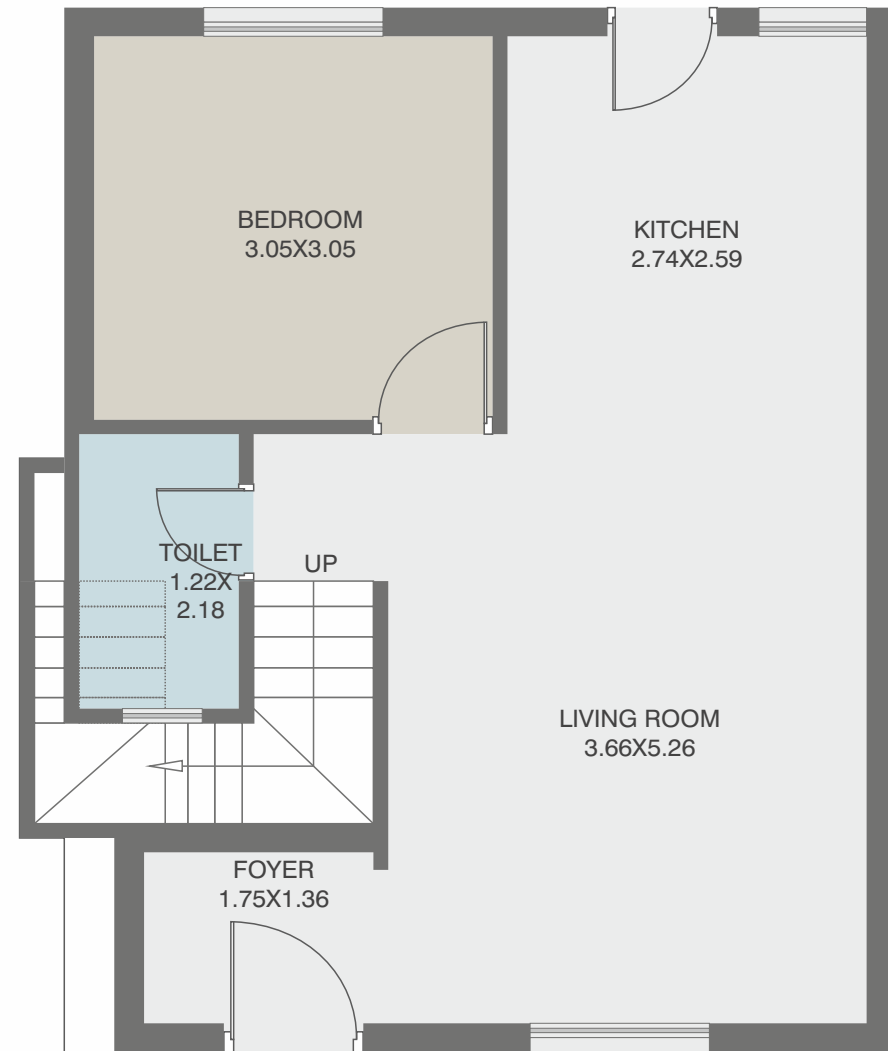 BEDROOM
3.05X3.05
KITCHEN
2.74X2.59
TOILET
1.22X
2.18
UP
LIVING ROOM
3.66X5.26
FOYER
1.75X1.36